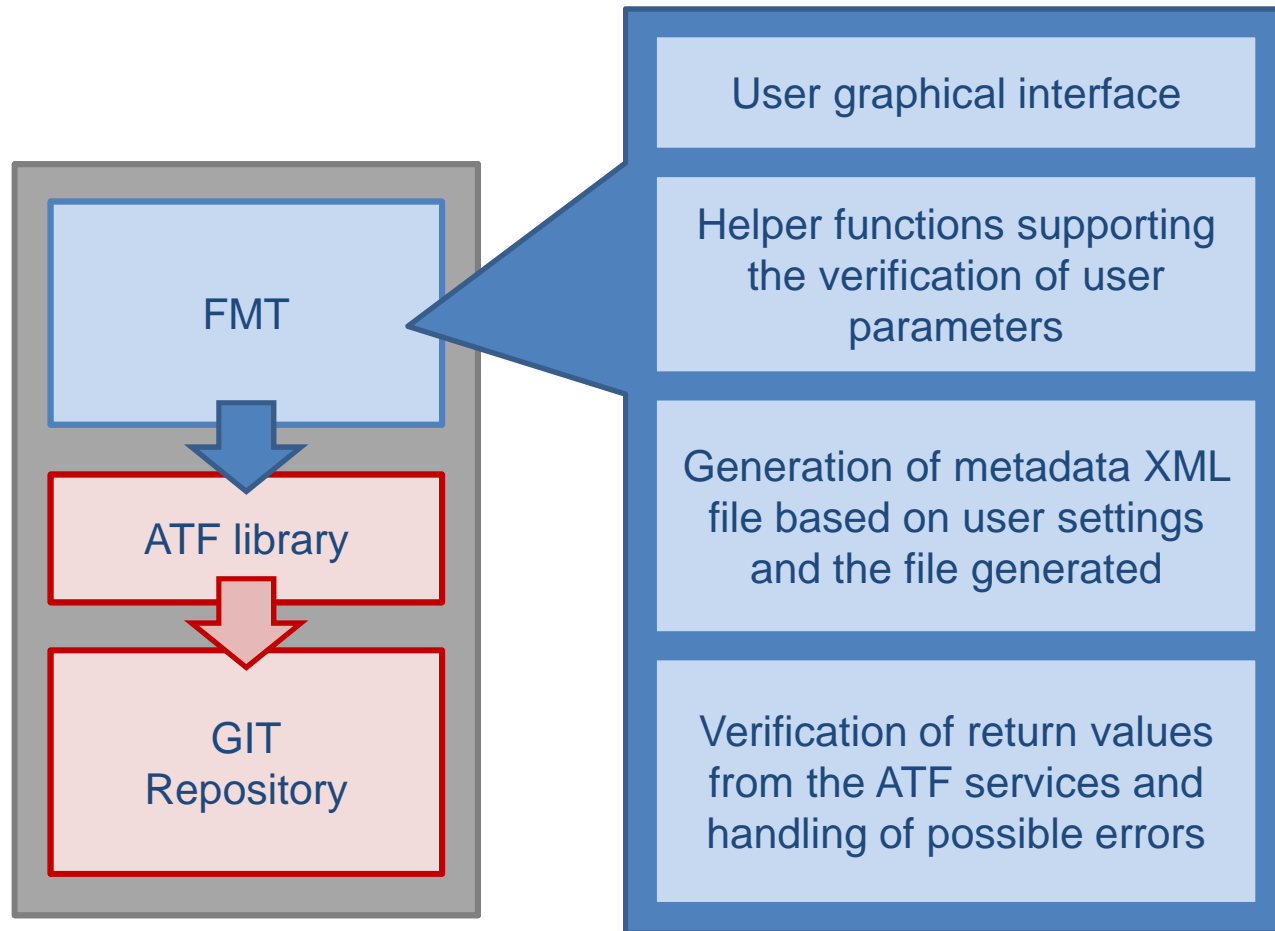 User graphical interface
Helper functions supporting
the verification of user
parameters
FMT
Generation of metadata XML
file based on user settings
and the file generated
ATF library
Verification of return values
from the ATF services and
handling of possible errors
GIT
Repository